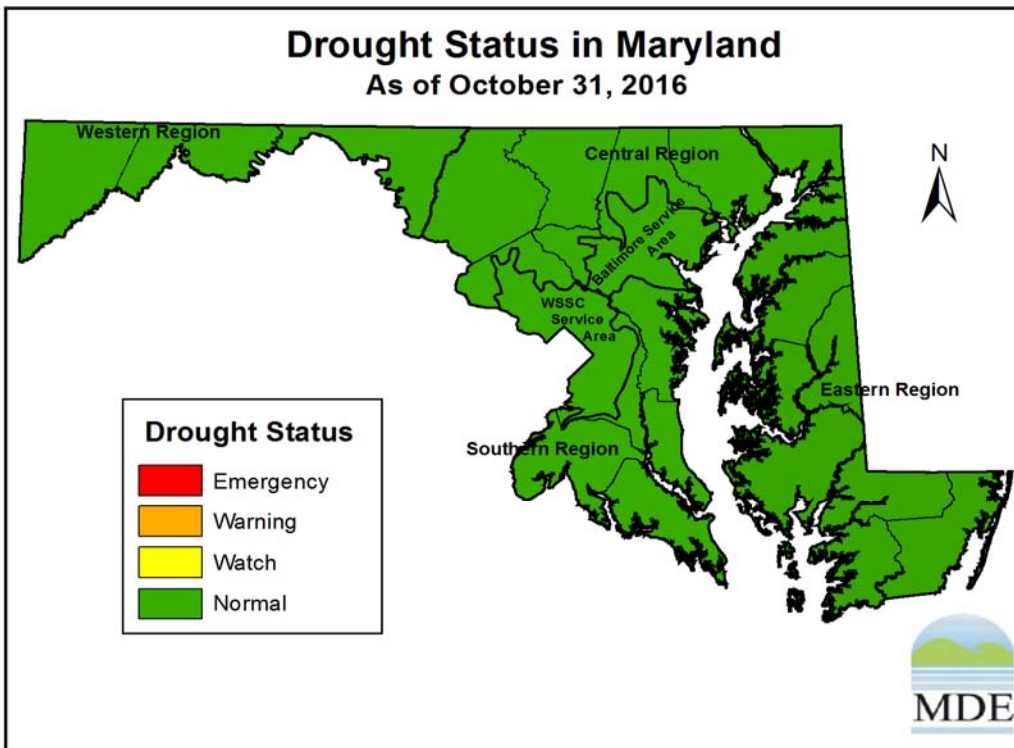 Drought Status in Maryland
As of October 31, 2016
Western Region
Central Region
N
Baltimore Service
Area
WSSC
Service
Area
Eastern Region
Southern Region
Drought Status
Emergency
Warning
Watch
Normal
MDE